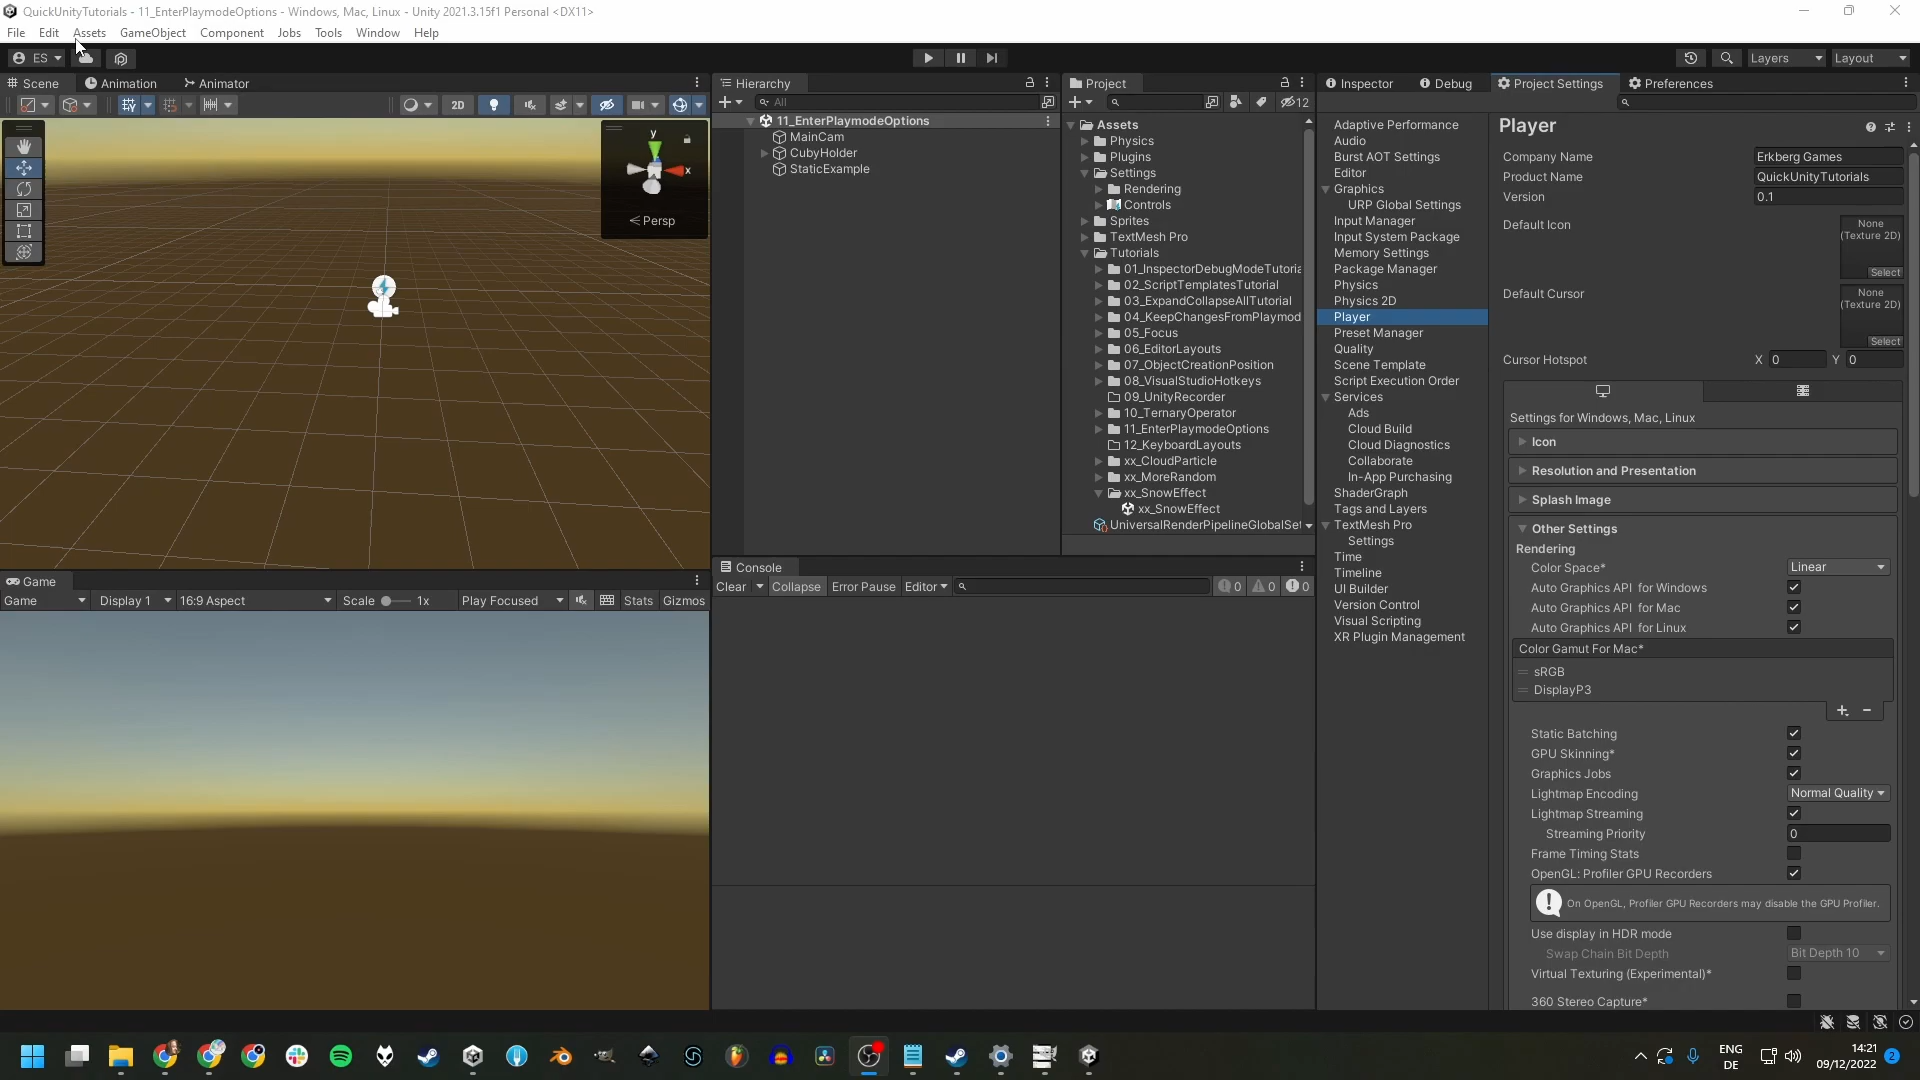 QuickUnityTutorials - 11_EnterPlaymodeOptions - Windows, Mac, Linux - Unity 2021.3.15f1 Personal <DX11>
File Edit Assets GameObject Component Jobs Tools Window Help
ES
Layers Layout
Scene Animation Animator
2D
y
x
Persp
Game
Game Display 1 16:9 Aspect Scale 1x Play Focused Stats Gizmos
Hierarchy
All
11_EnterPlaymodeOptions
MainCam
CubyHolder
StaticExample
Project
12
Assets
Physics
Plugins
Settings
Rendering
Controls
Sprites
TextMesh Pro
Tutorials
01_InspectorDebugModeTutoria
02_ScriptTemplatesTutorial
03_ExpandCollapseAllTutorial
04_KeepChangesFromPlaymod
05_Focus
06_EditorLayouts
07_ObjectCreationPosition
08_VisualStudioHotkeys
09_UnityRecorder
10_TernaryOperator
11_EnterPlaymodeOptions
12_KeyboardLayouts
xx_CloudParticle
xx_MoreRandom
xx_SnowEffect
xx_SnowEffect
UniversalRenderPipelineGlobalSet
Console
Clear Collapse Error Pause Editor 0 0 0
Inspector Debug Project Settings Preferences
Adaptive Performance
Audio
Burst AOT Settings
Editor
Graphics
URP Global Settings
Input Manager
Input System Package
Memory Settings
Package Manager
Physics
Physics 2D
Player
Preset Manager
Quality
Scene Template
Script Execution Order
Services
Ads
Cloud Build
Cloud Diagnostics
Collaborate
In-App Purchasing
ShaderGraph
Tags and Layers
TextMesh Pro
Settings
Time
Timeline
UI Builder
Version Control
Visual Scripting
XR Plugin Management
Player
Company Name Erkberg Games
Product Name QuickUnityTutorials
Version 0.1
Default Icon None
(Texture 2D)
Select
Default Cursor None
(Texture 2D)
Select
Cursor Hotspot X 0 Y 0
Settings for Windows, Mac, Linux
Icon
Resolution and Presentation
Splash Image
Other Settings
Rendering
Color Space* Linear
Auto Graphics API for Windows
Auto Graphics API for Mac
Auto Graphics API for Linux
Color Gamut For Mac*
sRGB
DisplayP3
Static Batching
GPU Skinning*
Graphics Jobs
Lightmap Encoding Normal Quality
Lightmap Streaming
Streaming Priority 0
Frame Timing Stats
OpenGL: Profiler GPU Recorders
On OpenGL, Profiler GPU Recorders may disable the GPU Profiler.
Use display in HDR mode
Swap Chain Bit Depth Bit Depth 10
Virtual Texturing (Experimental)*
360 Stereo Capture*
ENG
DE
14:21
09/12/2022
2